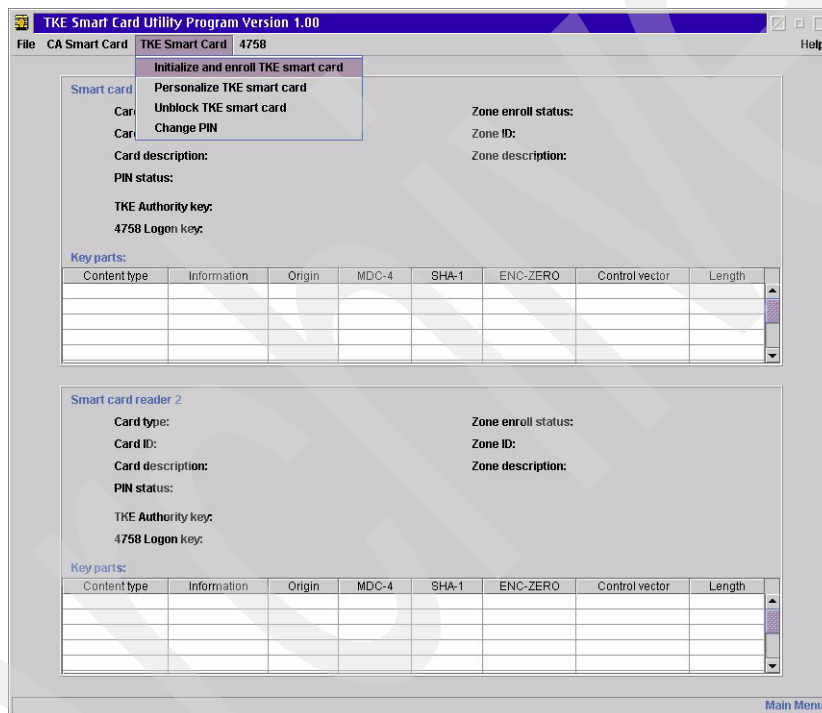 TKE Smart Card Utility Program Version 1.00
File CA Smart Card TKE Smart Card 4758 Help
Initialize and enroll TKE smart card
Personalize TKE smart card
Unblock TKE smart card
Change PIN
Smart card
Zone enroll status:
Zone ID:
Card description: Zone description:
PIN status:
TKE Authority key:
4758 Logon key:
Key parts:
Content type Information Origin MDC-4 SHA-1 ENC-ZERO Control vector Length
Smart card reader 2
Card type: Zone enroll status:
Card ID: Zone ID:
Card description: Zone description:
PIN status:
TKE Authority key:
4758 Logon key:
Key parts:
Content type Information Origin MDC-4 SHA-1 ENC-ZERO Control vector Length
Main Menu